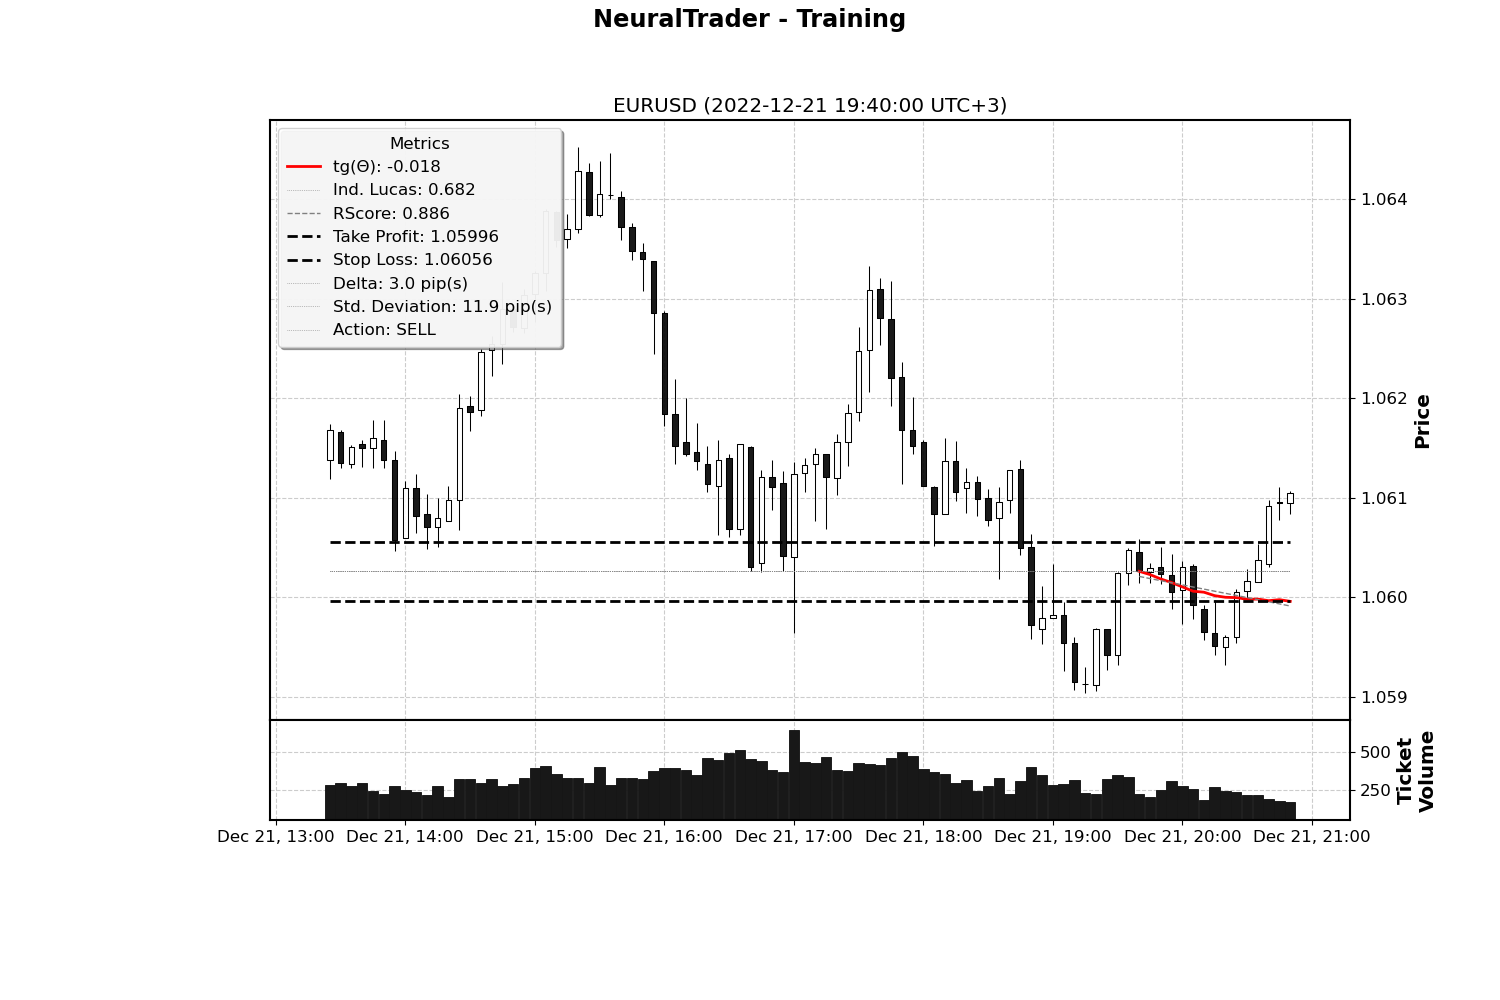 NeuralTrader - Training
EURUSD (2022-12-21 19:40:00 UTC+3)
Metrics
tg(Θ): -0.018
Ind. Lucas: 0.682
RScore: 0.886
Take Profit: 1.05996
Stop Loss: 1.06056
Delta: 3.0 pip(s)
Std. Deviation: 11.9 pip(s)
Action: SELL
1.064
1.063
1.062
1.061
1.060
1.059
Price
500
250
Ticket
Volume
Dec 21, 13:00 Dec 21, 14:00 Dec 21, 15:00 Dec 21, 16:00 Dec 21, 17:00 Dec 21, 18:00 Dec 21, 19:00 Dec 21, 20:00 Dec 21, 21:00